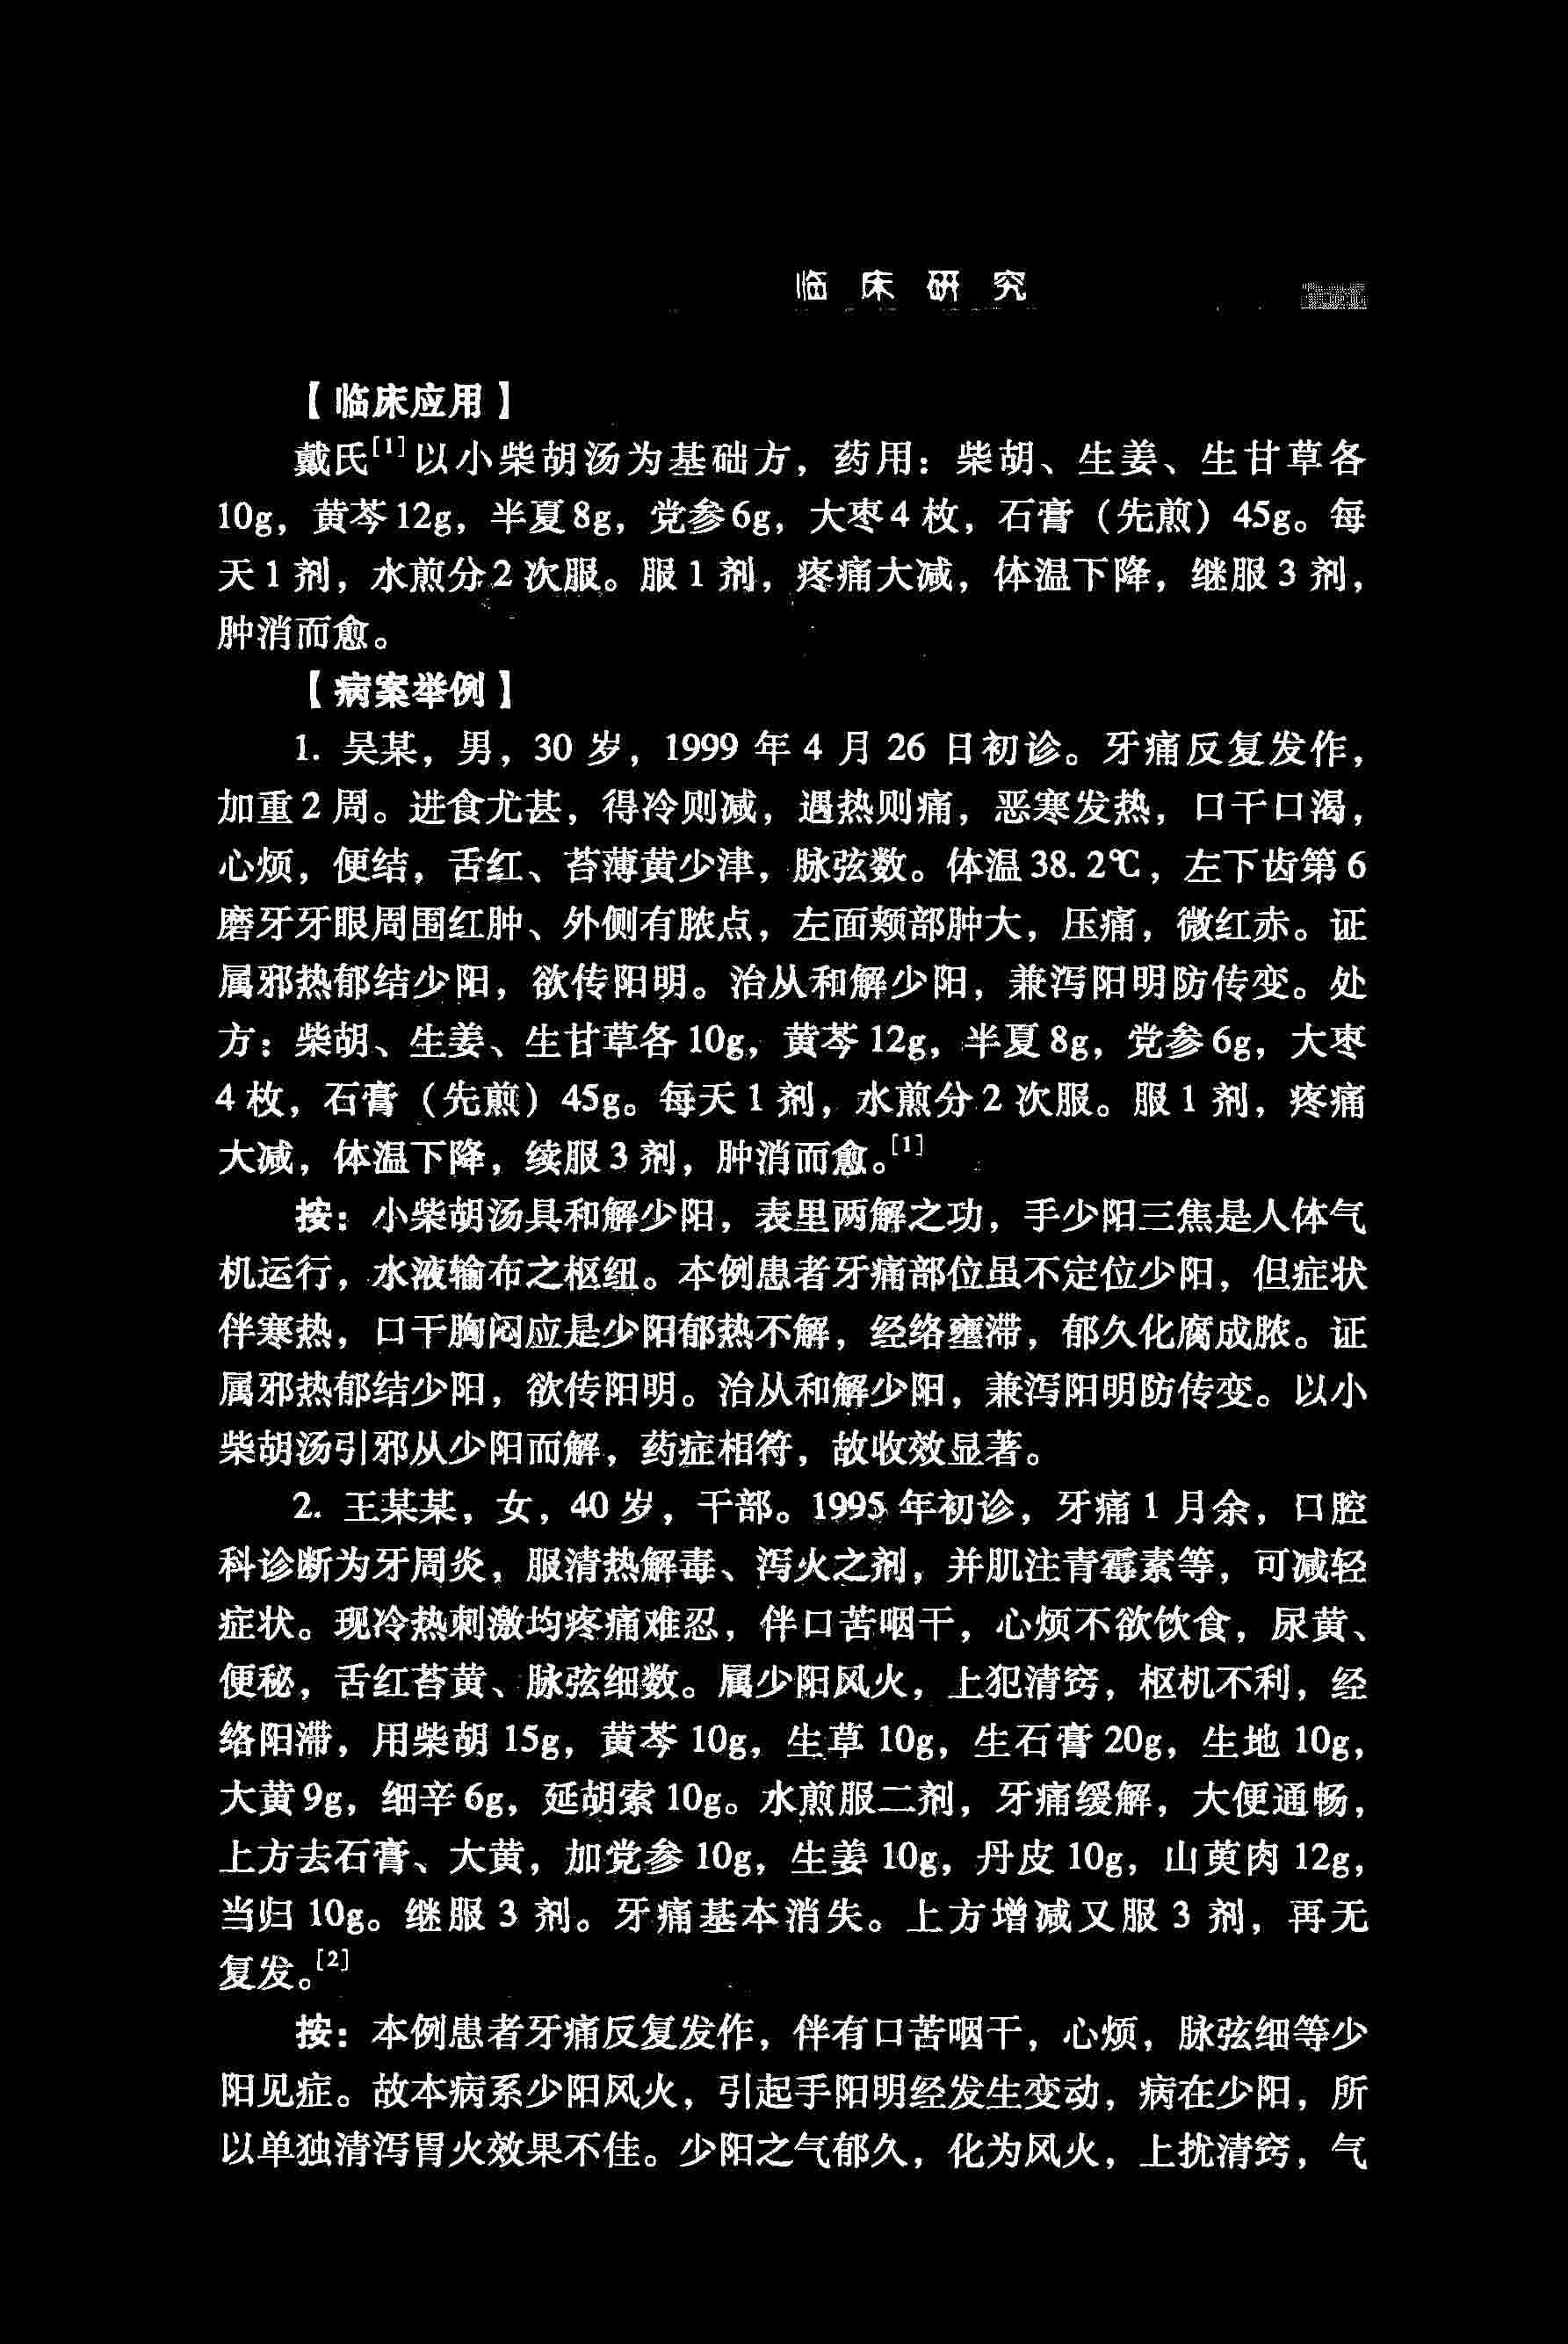 临床研究
【临床应用】
戴氏[1]以小柴胡汤为基础方，药用：柴胡、生姜、生甘草各
10g，黄芩12g，半夏8g，党参6g，大枣4枚，石膏（先煎）45g。每
天1剂，水煎分2次服。服1剂，疼痛大减，体温下降，继服3剂，
肿消而愈。
【病案举例】
1. 吴某，男，30岁，1999年4月26日初诊。牙痛反复发作，
加重2周。进食尤甚，得冷则减，遇热则痛，恶寒发热，口干口渴，
心烦，便结，舌红、苔薄黄少津，脉弦数。体温38.2℃，左下齿第6
磨牙牙眼周围红肿、外侧有脓点，左面颊部肿大，压痛，微红赤。证
属邪热郁结少阳，欲传阳明。治从和解少阳，兼泻阳明防传变。处
方：柴胡、生姜、生甘草各10g，黄芩12g，半夏8g，党参6g，大枣
4枚，石膏（先煎）45g。每天1剂，水煎分2次服。服1剂，疼痛
大减，体温下降，续服3剂，肿消而愈。[1]
按：小柴胡汤具和解少阳，表里两解之功，手少阳三焦是人体气
机运行，水液输布之枢纽。本例患者牙痛部位虽不定位少阳，但症状
伴寒热，口干胸闷应是少阳郁热不解，经络壅滞，郁久化腐成脓。证
属邪热郁结少阳，欲传阳明。治从和解少阳，兼泻阳明防传变。以小
柴胡汤引邪从少阳而解，药症相符，故收效显著。
2. 王某某，女，40岁，干部。1995年初诊，牙痛1月余，口腔
科诊断为牙周炎，服清热解毒、泻火之剂，并肌注青霉素等，可减轻
症状。现冷热刺激均疼痛难忍，伴口苦咽干，心烦不欲饮食，尿黄、
便秘，舌红苔黄、脉弦细数。属少阳风火，上犯清窍，枢机不利，经
络阳滞，用柴胡15g，黄芩10g，生草10g，生石膏20g，生地10g，
大黄9g，细辛6g，延胡索10g。水煎服二剂，牙痛缓解，大便通畅，
上方去石膏、大黄，加党参10g，生姜10g，丹皮10g，山萸肉12g，
当归10g。继服3剂。牙痛基本消失。上方增减又服3剂，再无
复发。[2]
按：本例患者牙痛反复发作，伴有口苦咽干，心烦，脉弦细等少
阳见症。故本病系少阳风火，引起手阳明经发生变动，病在少阳，所
以单独清泻胃火效果不佳。少阳之气郁久，化为风火，上扰清窍，气